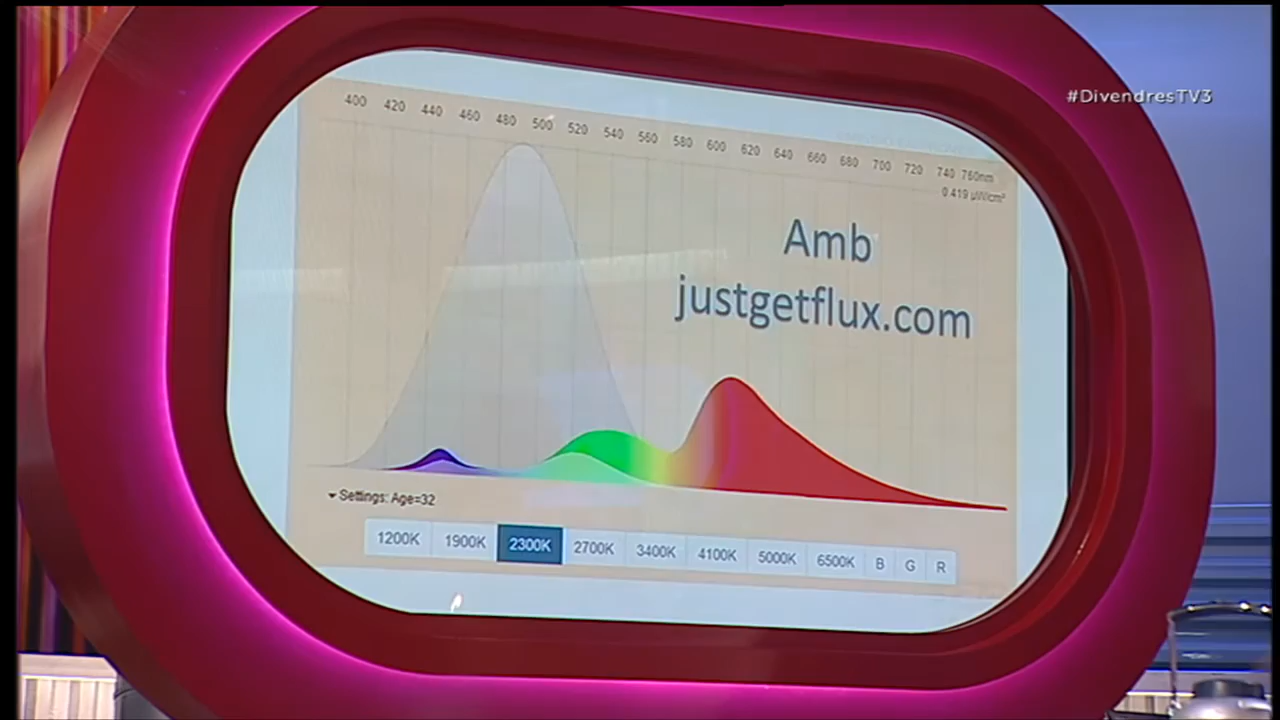 #DivendresTV3
400 420 440 460 480 500 520 540 560 580 600 620 640 660 680 700 720 740 760nm
0.419 µW/cm²
Amb
justgetflux.com
Settings: Age=32
1200K 1900K 2300K 2700K 3400K 4100K 5000K 6500K B G R